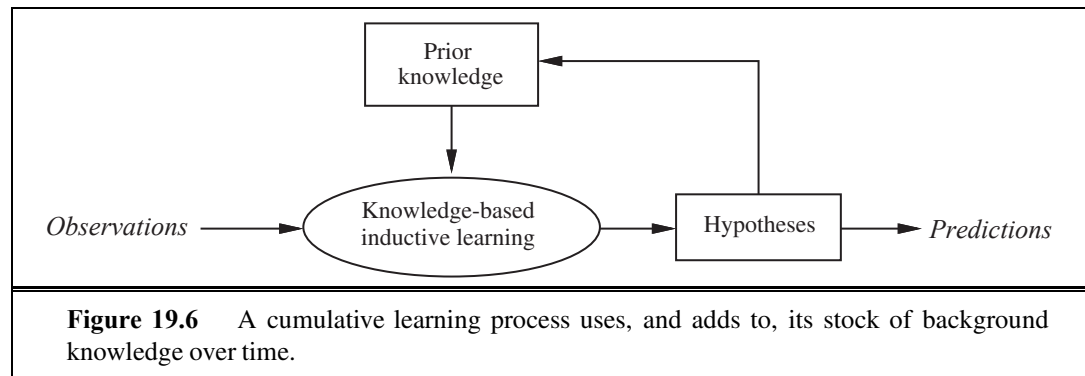 Prior
knowledge
Observations
Knowledge-based
inductive learning
Hypotheses
Predictions
Figure 19.6 A cumulative learning process uses, and adds to, its stock of background
knowledge over time.